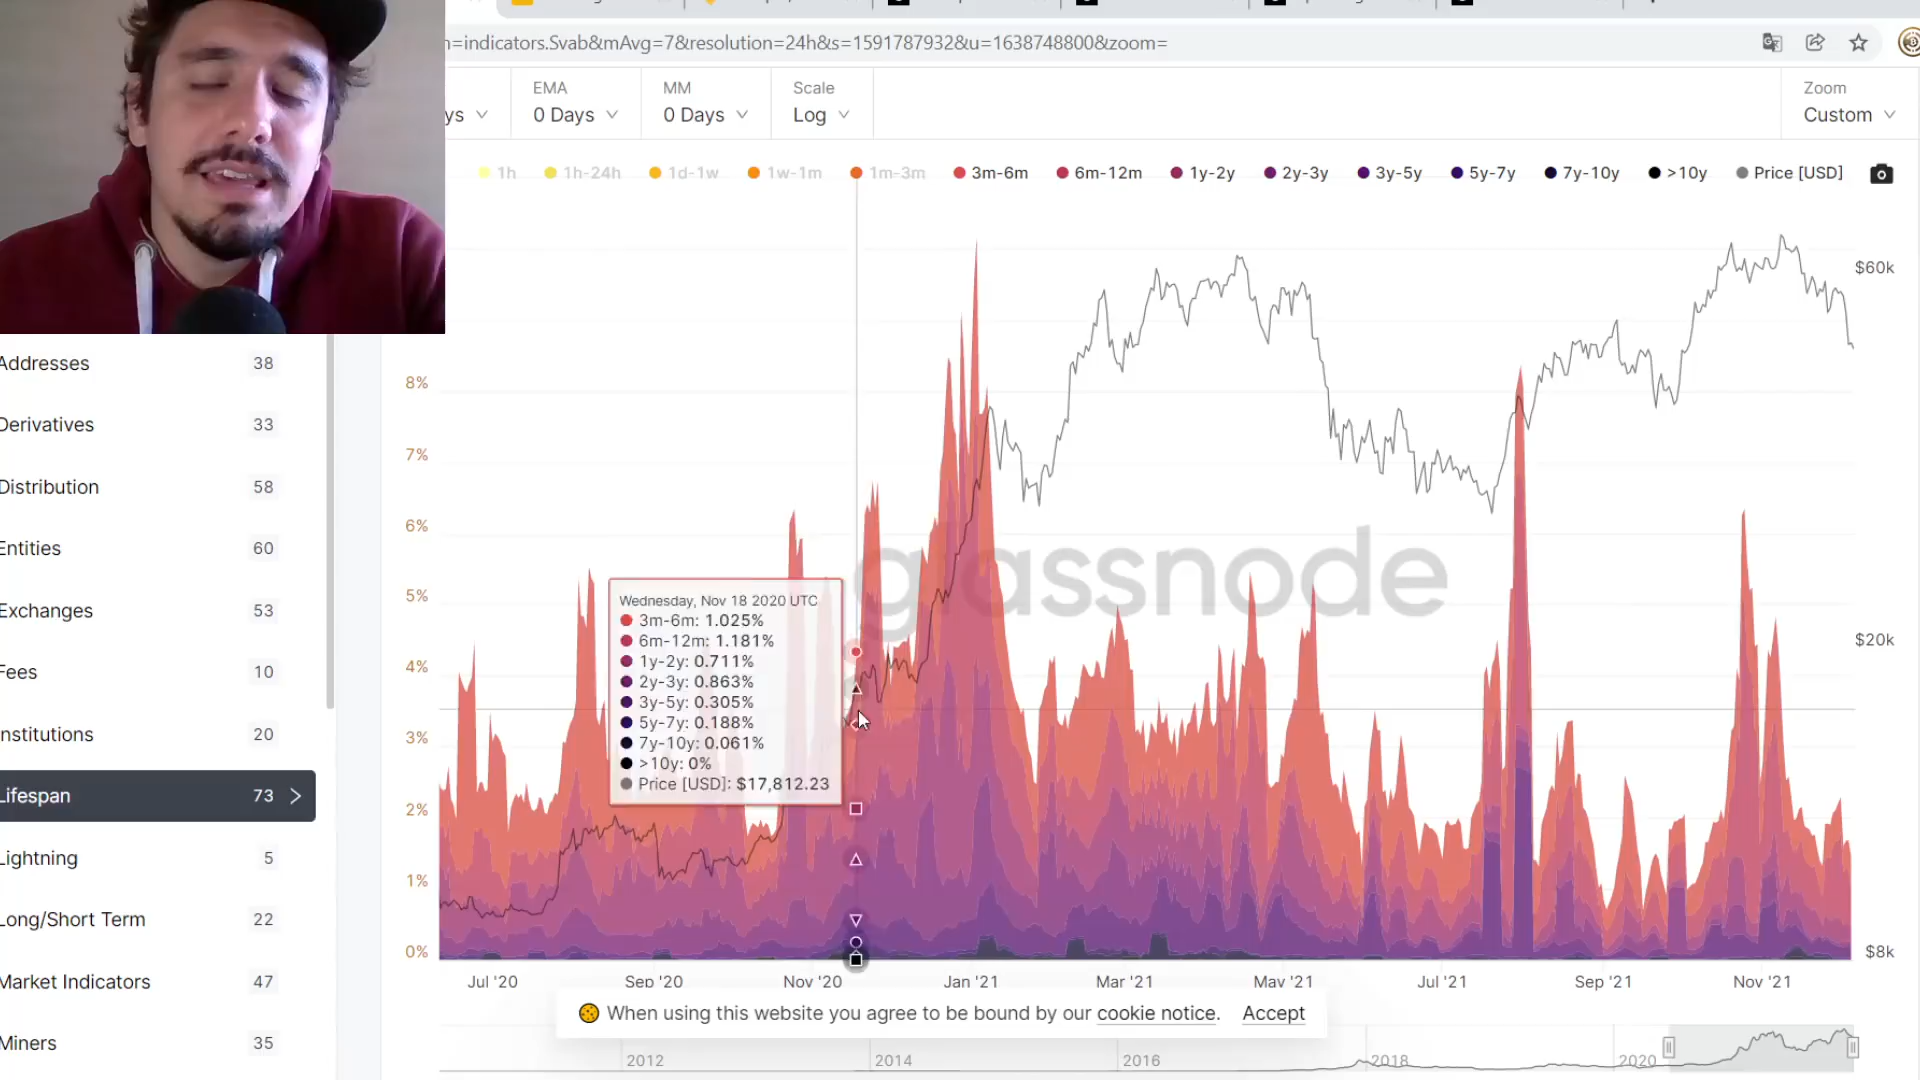 =indicators.Svab&mAvg=7&resolution=24h&s=1591787932&u=1638748800&zoom=
EMA
MM
Scale
Zoom
ys
0 Days
0 Days
Log
Custom
1h
1h-24h
1d-1w
1w-1m
1m-3m
3m-6m
6m-12m
1y-2y
2y-3y
3y-5y
5y-7y
7y-10y
>10y
Price [USD]
$60k
$20k
$8k
8%
7%
6%
5%
4%
3%
2%
1%
0%
glassnode
Wednesday, Nov 18 2020 UTC
3m-6m: 1.025%
6m-12m: 1.181%
1y-2y: 0.711%
2y-3y: 0.863%
3y-5y: 0.305%
5y-7y: 0.188%
7y-10y: 0.061%
>10y: 0%
Price [USD]: $17,812.23
Addresses 38
Derivatives 33
Distribution 58
Entities 60
Exchanges 53
Fees 10
nstitutions 20
Lifespan 73
Lightning 5
Long/Short Term 22
Market Indicators 47
Miners 35
Jul '20
Sep '20
Nov '20
Jan '21
Mar '21
May '21
Jul '21
Sep '21
Nov '21
When using this website you agree to be bound by our cookie notice. Accept
2012
2014
2016
2018
2020